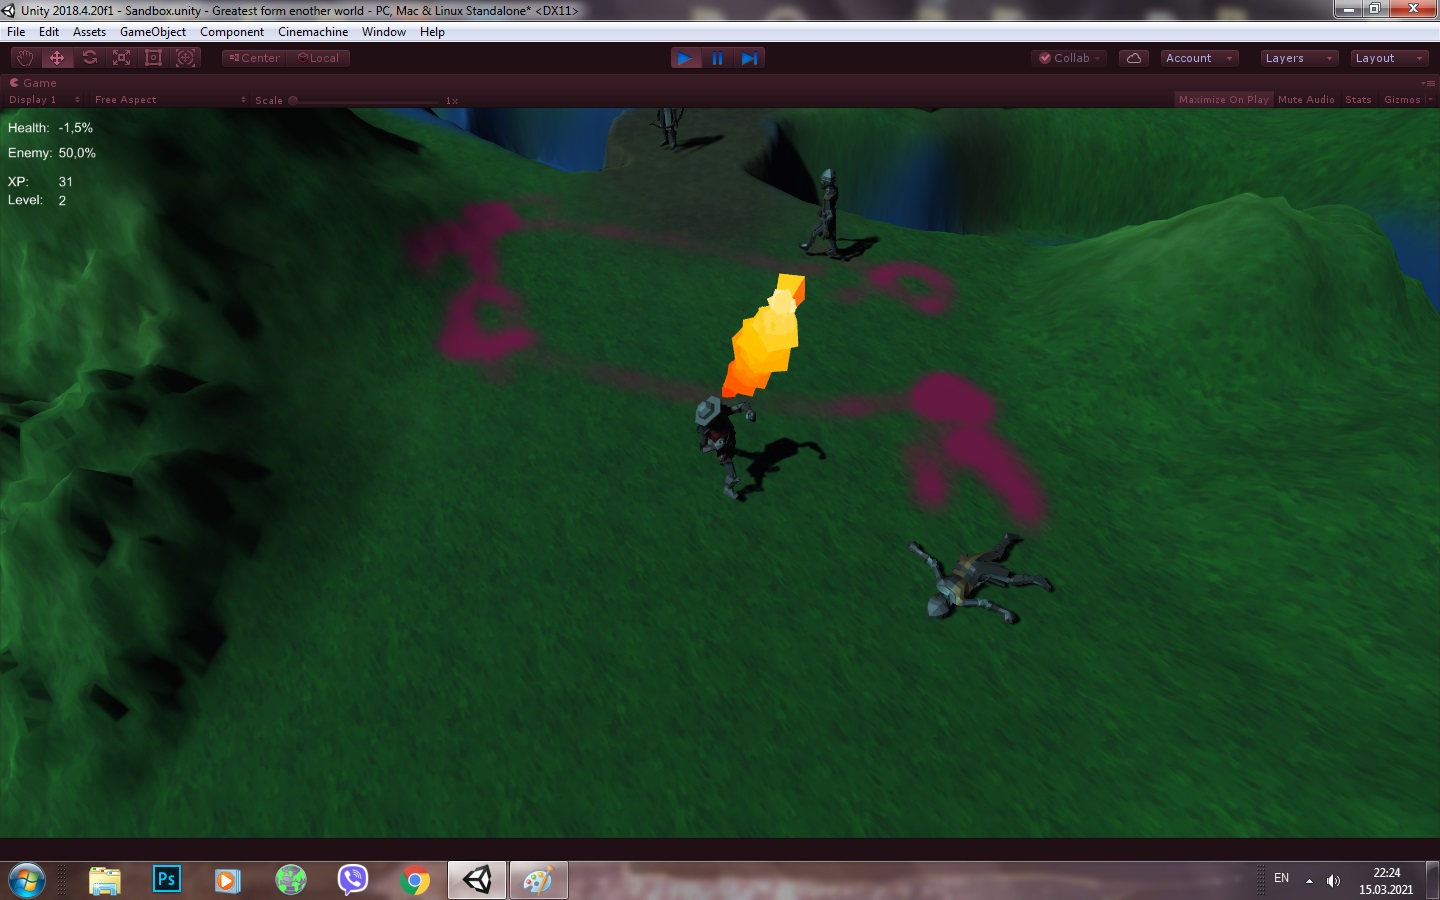 Unity 2018.4.20f1 - Sandbox.unity - Greatest form enother world - PC, Mac & Linux Standalone* <DX11>
File Edit Assets GameObject Component Cinemachine Window Help
Center Local Collab Account Layers Layout
Game
Display 1 Free Aspect Scale 1x Maximize On Play Mute Audio Stats Gizmos
Health: -1,5%
Enemy: 50,0%
XP: 31
Level: 2
Ps
EN
22:24
15.03.2021